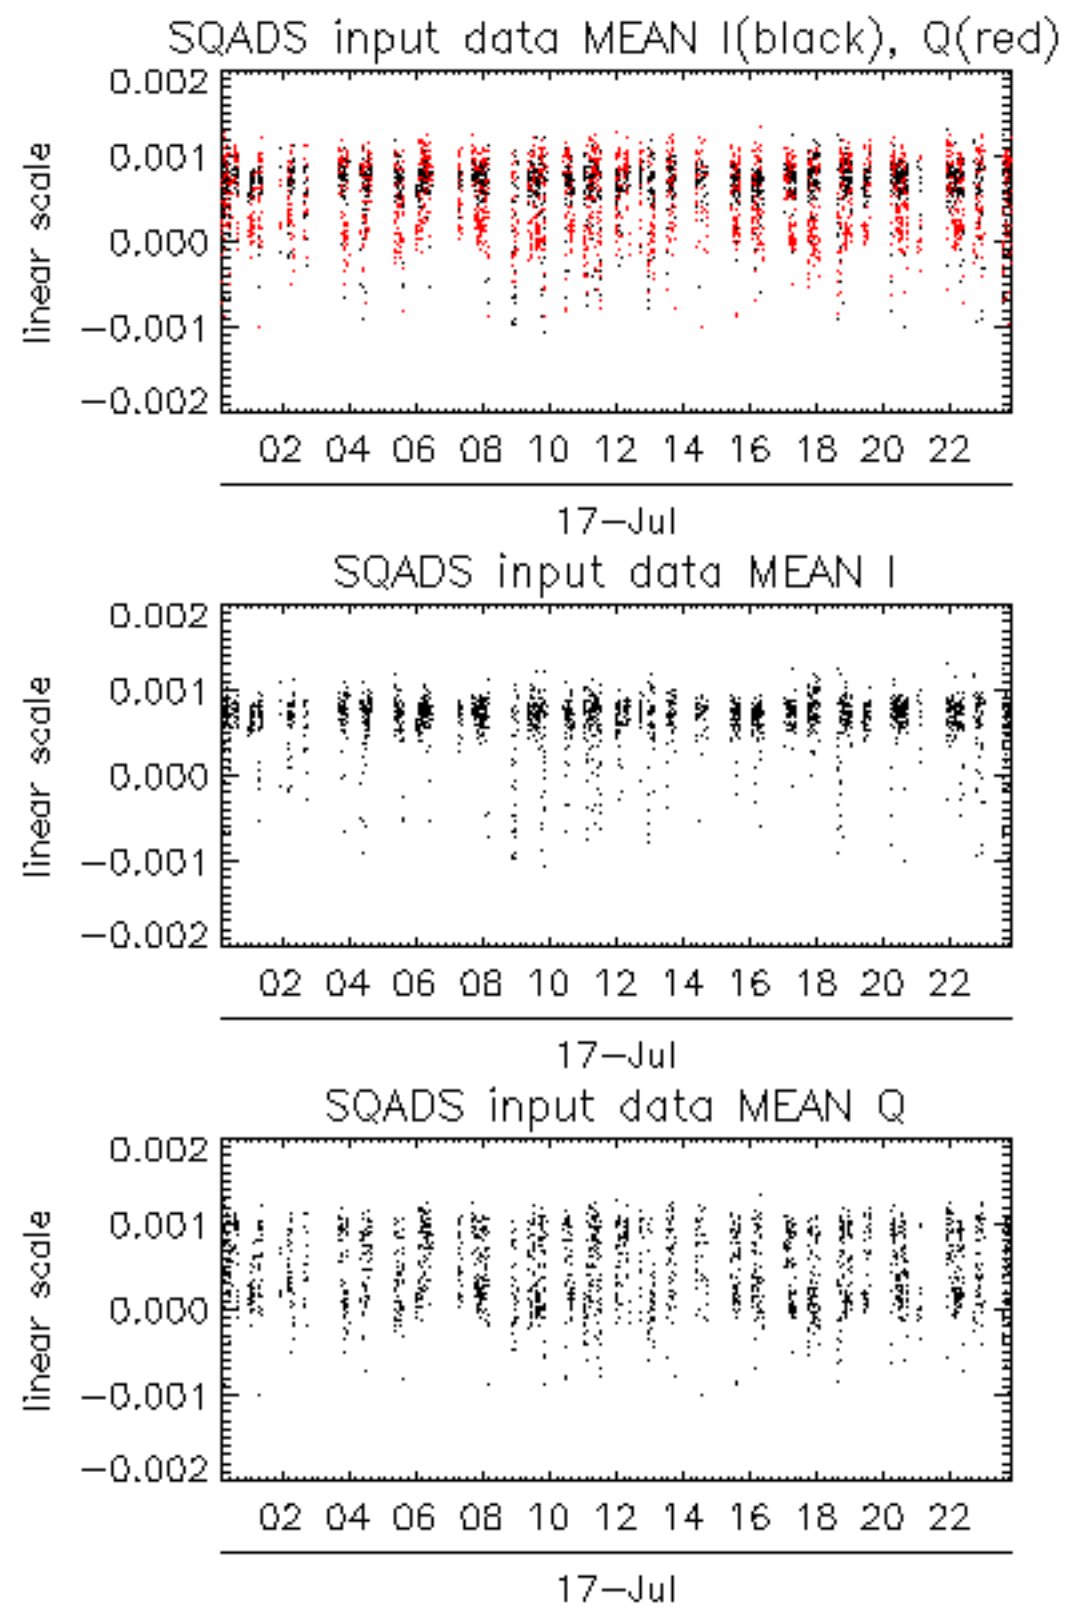 SQADS input data MEAN I(black), Q(red)
0.002
0.001
0.000
−0.001
−0.002
linear scale
02 04 06 08 10 12 14 16 18 20 22
17−Jul
SQADS input data MEAN I
0.002
0.001
0.000
−0.001
−0.002
linear scale
02 04 06 08 10 12 14 16 18 20 22
17−Jul
SQADS input data MEAN Q
0.002
0.001
0.000
−0.001
−0.002
linear scale
02 04 06 08 10 12 14 16 18 20 22
17−Jul